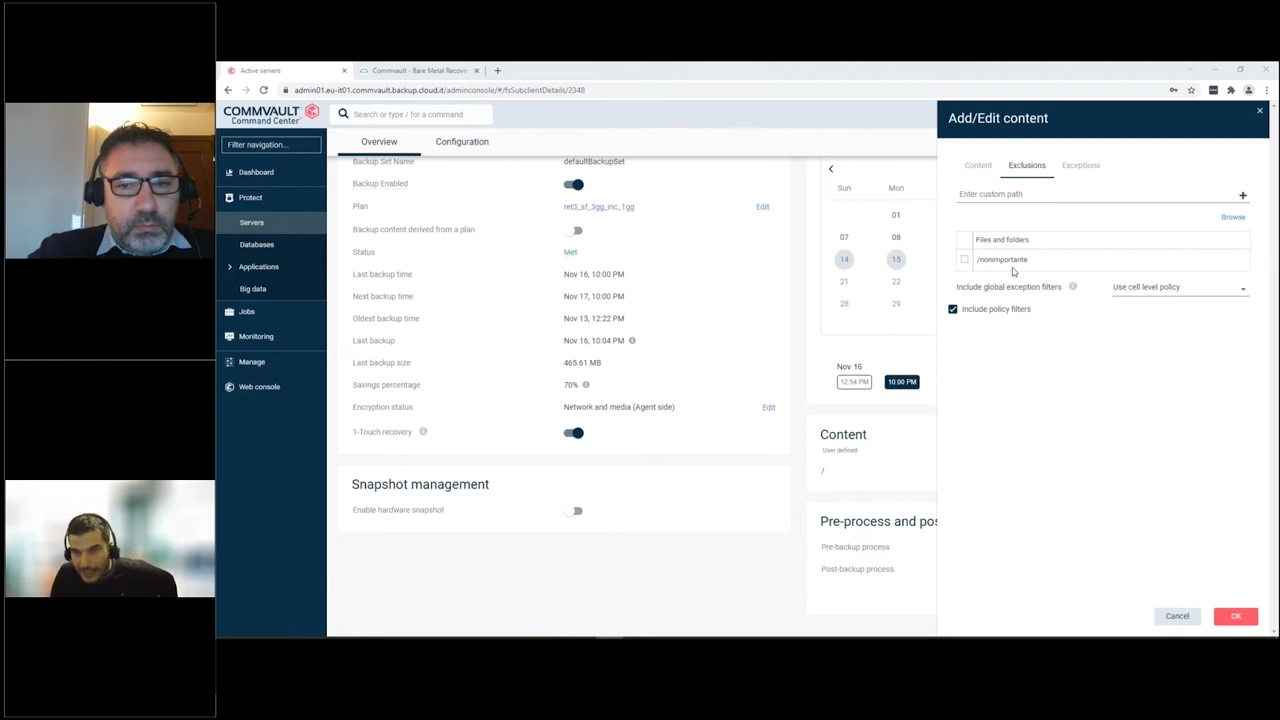 Active servers
Commvault - Bare Metal Recove
admin01.eu-it01.commvault.backup.cloud.it/adminconsole/#/fsSubclientDetails/2348
COMMVAULT
Command Center™
Search or type / for a command
Filter navigation...
Dashboard
Protect
Servers
Databases
Applications
Big data
Jobs
Monitoring
Manage
Web console
Overview
Configuration
Backup Set Name defaultBackupSet
Backup Enabled
Plan ret3_sf_3gg_inc_1gg Edit
Backup content derived from a plan
Status Met
Last backup time Nov 16, 10:00 PM
Next backup time Nov 17, 10:00 PM
Oldest backup time Nov 13, 12:22 PM
Last backup Nov 16, 10:04 PM
Last backup size 465.61 MB
Savings percentage 70%
Encryption status Network and media (Agent side) Edit
1-Touch recovery
Snapshot management
Enable hardware snapshot
Sun Mon
01
07 08
14 15
21 22
28 29
Nov 16
12:54 PM 10:00 PM
Content
User defined
/
Pre-process and pos
Pre-backup process
Post-backup process
Add/Edit content
Content Exclusions Exceptions
Enter custom path
Browse
Files and folders
/nonimportante
Include global exception filters Use cell level policy
Include policy filters
Cancel OK